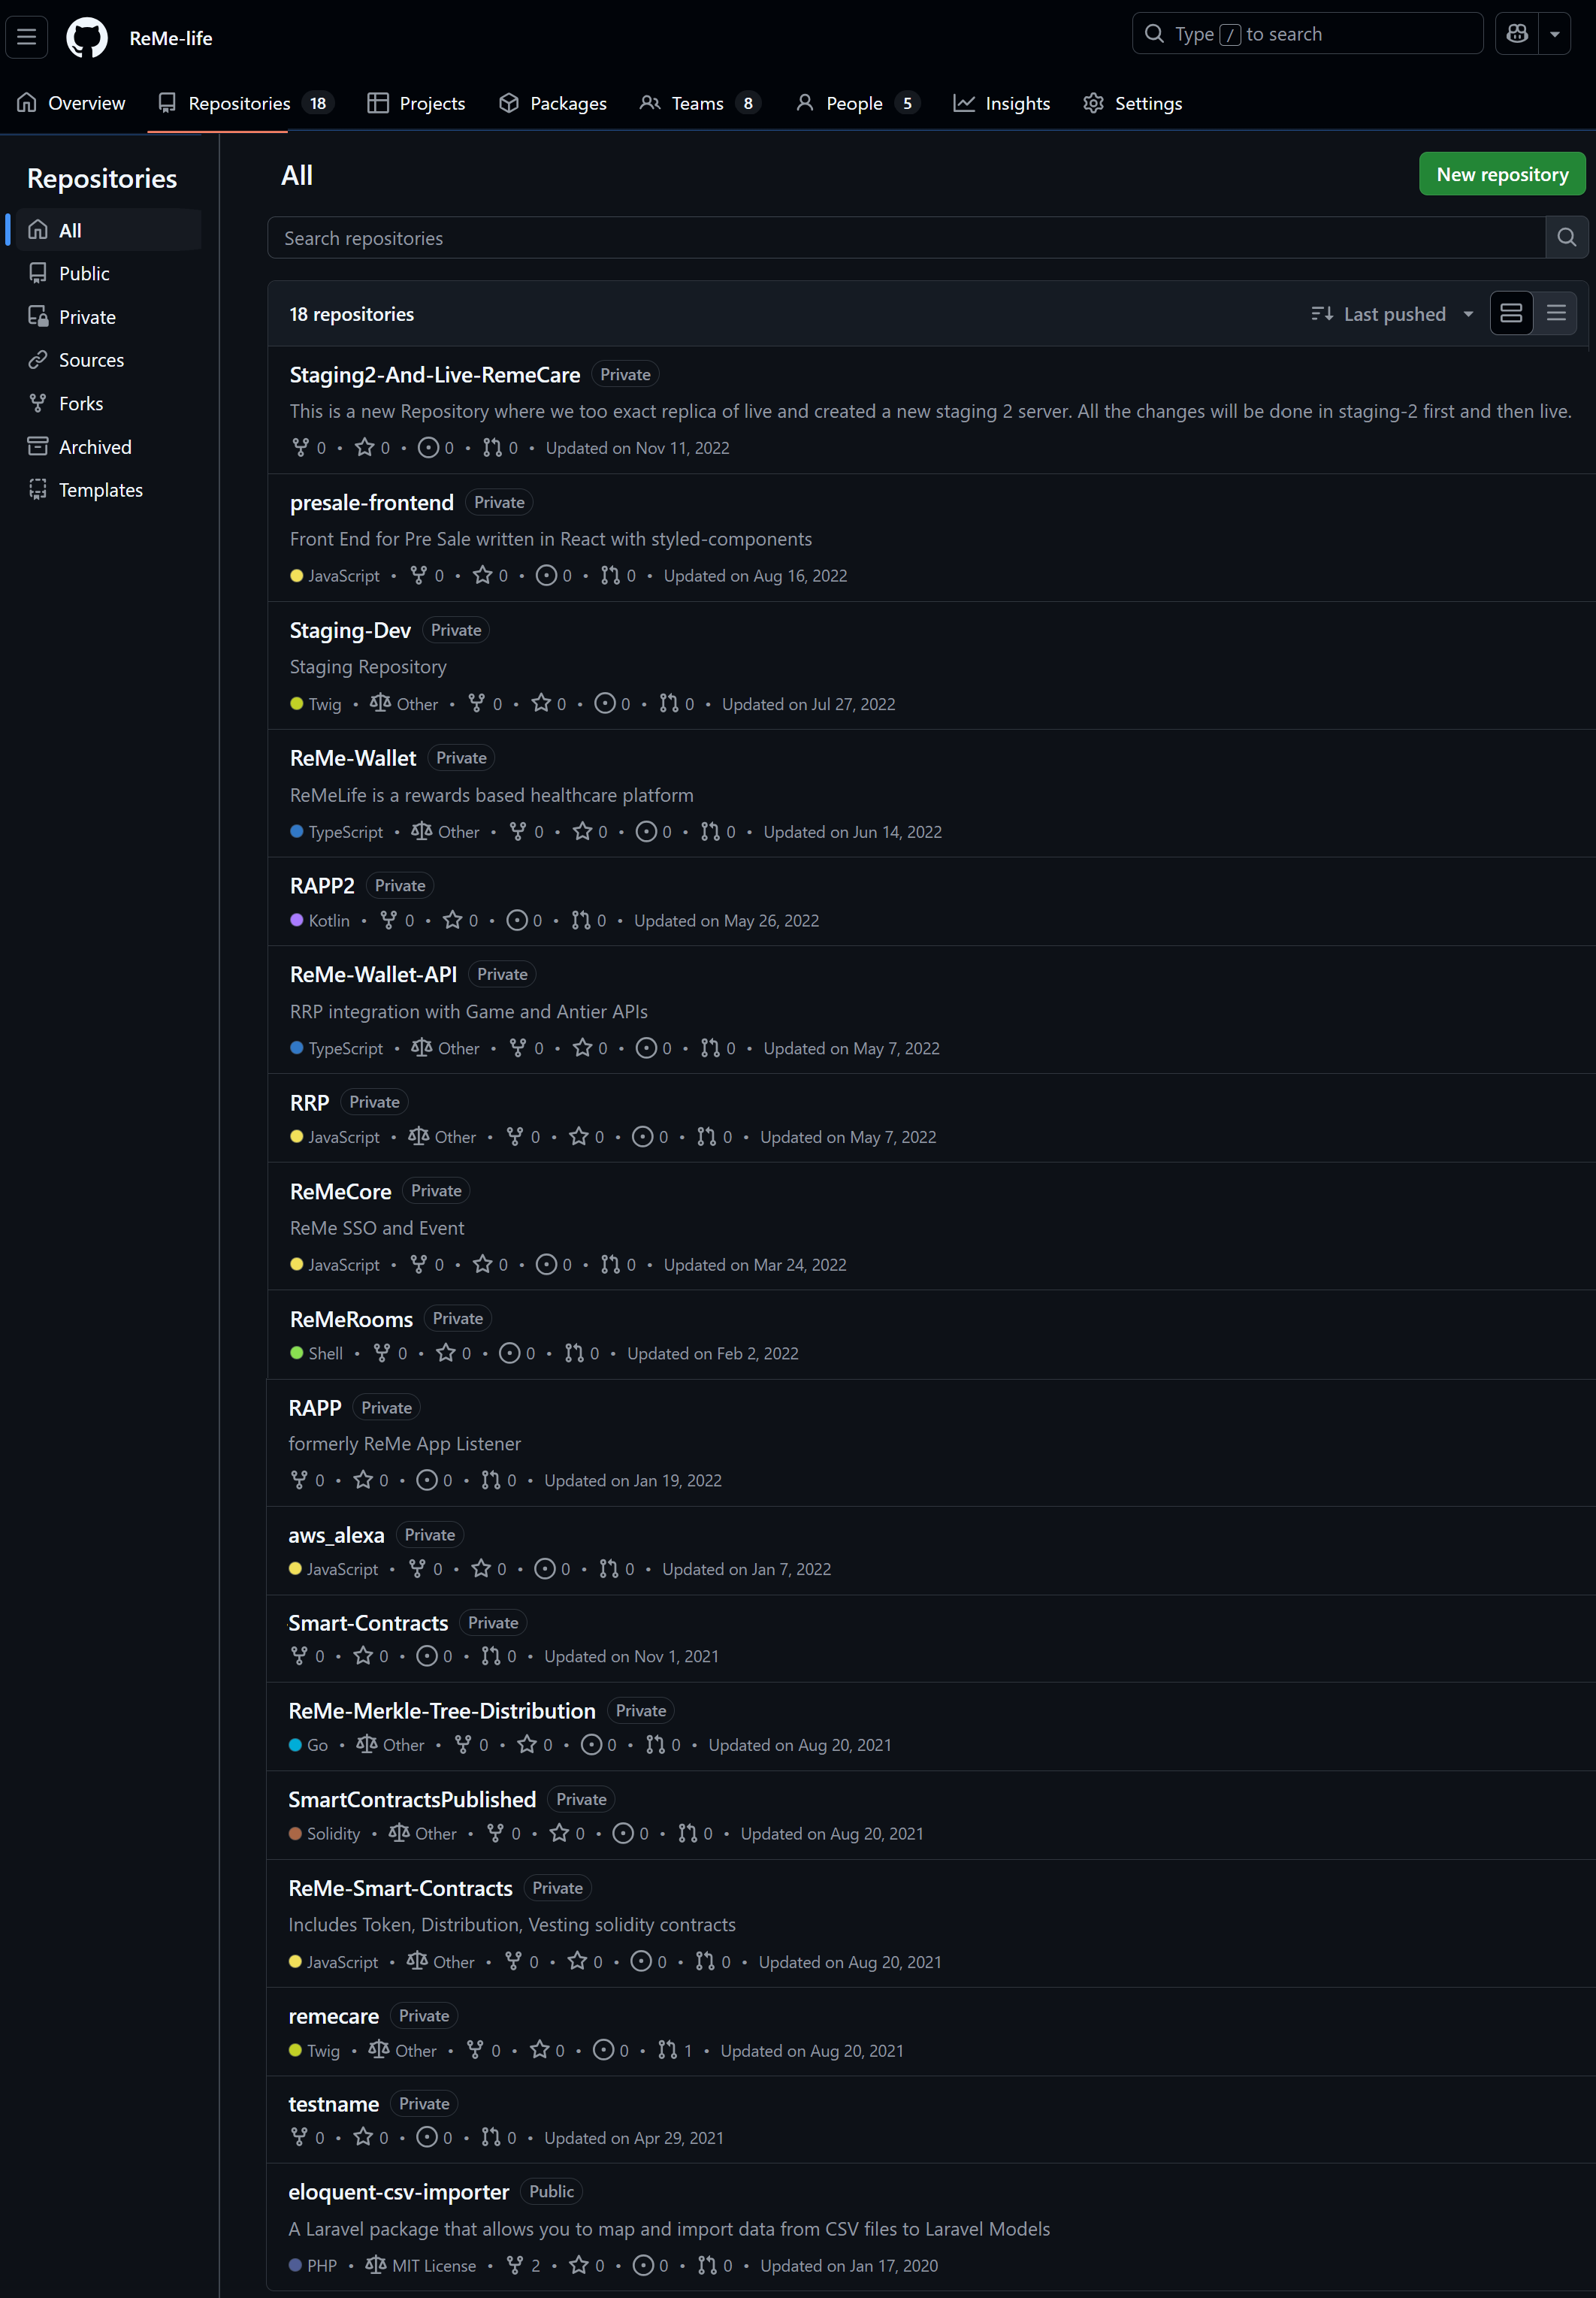 ReMe-life
Type / to search
Overview
Repositories 18
Projects
Packages
Teams 8
People 5
Insights
Settings
Repositories
All
Public
Private
Sources
Forks
Archived
Templates
All
New repository
Search repositories
18 repositories
Last pushed
Staging2-And-Live-RemeCare Private
This is a new Repository where we too exact replica of live and created a new staging 2 server. All the changes will be done in staging-2 first and then live.
0 • 0 • 0 • 0 • Updated on Nov 11, 2022
presale-frontend Private
Front End for Pre Sale written in React with styled-components
JavaScript • 0 • 0 • 0 • 0 • Updated on Aug 16, 2022
Staging-Dev Private
Staging Repository
Twig • Other • 0 • 0 • 0 • 0 • Updated on Jul 27, 2022
ReMe-Wallet Private
ReMeLife is a rewards based healthcare platform
TypeScript • Other • 0 • 0 • 0 • 0 • Updated on Jun 14, 2022
RAPP2 Private
Kotlin • 0 • 0 • 0 • 0 • Updated on May 26, 2022
ReMe-Wallet-API Private
RRP integration with Game and Antier APIs
TypeScript • Other • 0 • 0 • 0 • 0 • Updated on May 7, 2022
RRP Private
JavaScript • Other • 0 • 0 • 0 • 0 • Updated on May 7, 2022
ReMeCore Private
ReMe SSO and Event
JavaScript • 0 • 0 • 0 • 0 • Updated on Mar 24, 2022
ReMeRooms Private
Shell • 0 • 0 • 0 • 0 • Updated on Feb 2, 2022
RAPP Private
formerly ReMe App Listener
0 • 0 • 0 • 0 • Updated on Jan 19, 2022
aws_alexa Private
JavaScript • 0 • 0 • 0 • 0 • Updated on Jan 7, 2022
Smart-Contracts Private
0 • 0 • 0 • 0 • Updated on Nov 1, 2021
ReMe-Merkle-Tree-Distribution Private
Go • Other • 0 • 0 • 0 • 0 • Updated on Aug 20, 2021
SmartContractsPublished Private
Solidity • Other • 0 • 0 • 0 • 0 • Updated on Aug 20, 2021
ReMe-Smart-Contracts Private
Includes Token, Distribution, Vesting solidity contracts
JavaScript • Other • 0 • 0 • 0 • 0 • Updated on Aug 20, 2021
remecare Private
Twig • Other • 0 • 0 • 0 • 1 • Updated on Aug 20, 2021
testname Private
0 • 0 • 0 • 0 • Updated on Apr 29, 2021
eloquent-csv-importer Public
A Laravel package that allows you to map and import data from CSV files to Laravel Models
PHP • MIT License • 2 • 0 • 0 • 0 • Updated on Jan 17, 2020